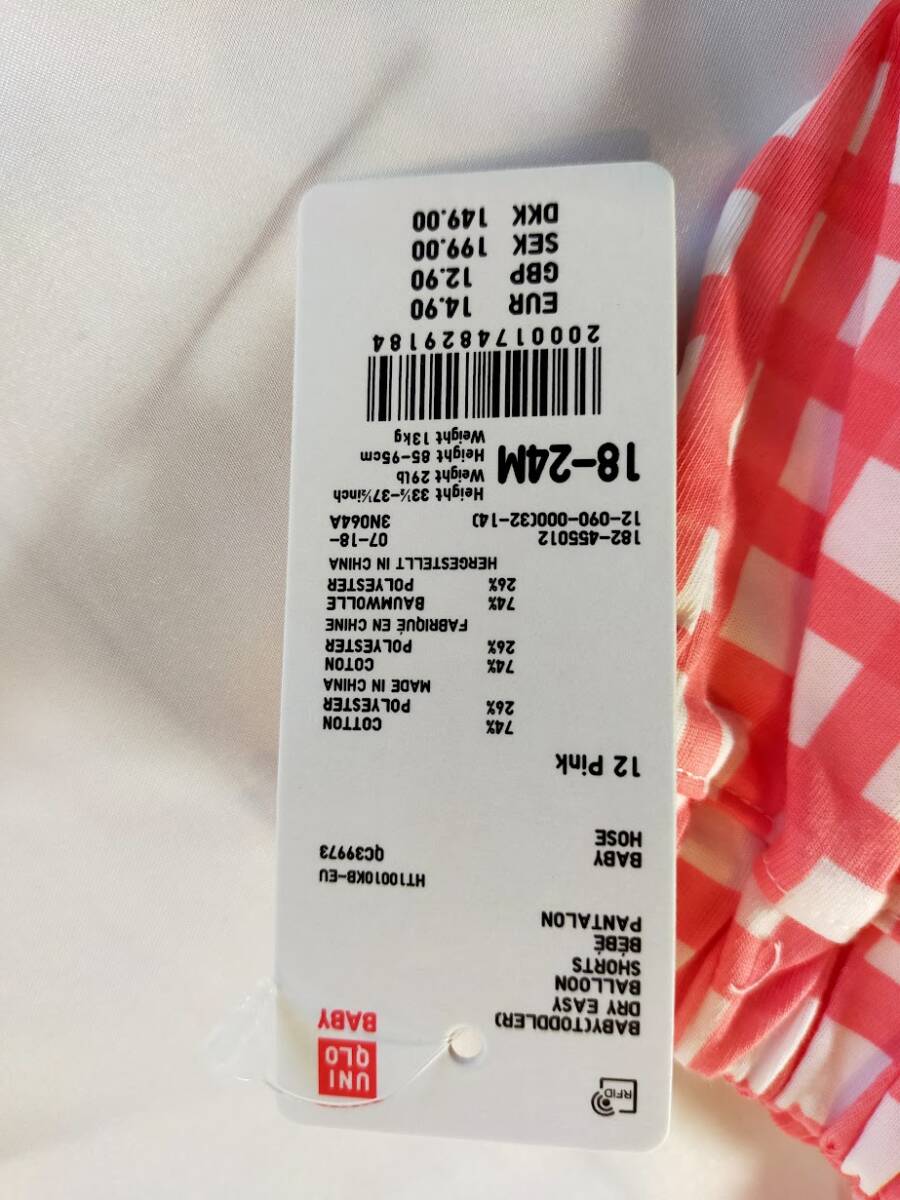 RFID
UNI
QLO
BABY
BABY(TODDLER)
DRY EASY
BALLOON
SHORTS
BÉBÉ
PANTALON
HT10010KB-EU
BABY QC39973
HOSE
12 Pink
74% COTTON
26% POLYESTER
MADE IN CHINA
74% COTON
26% POLYESTER
FABRIQUÉ EN CHINE
74% BAUMWOLLE
26% POLYESTER
HERGESTELLT IN CHINA
182-455012 07-18-
12-090-000(32-14) 3N064A
18-24M
Height 33½-37½inch
Weight 29lb
Height 85-95cm
Weight 13kg
2000174829184
EUR 14.90
GBP 12.90
SEK 199.00
DKK 149.00